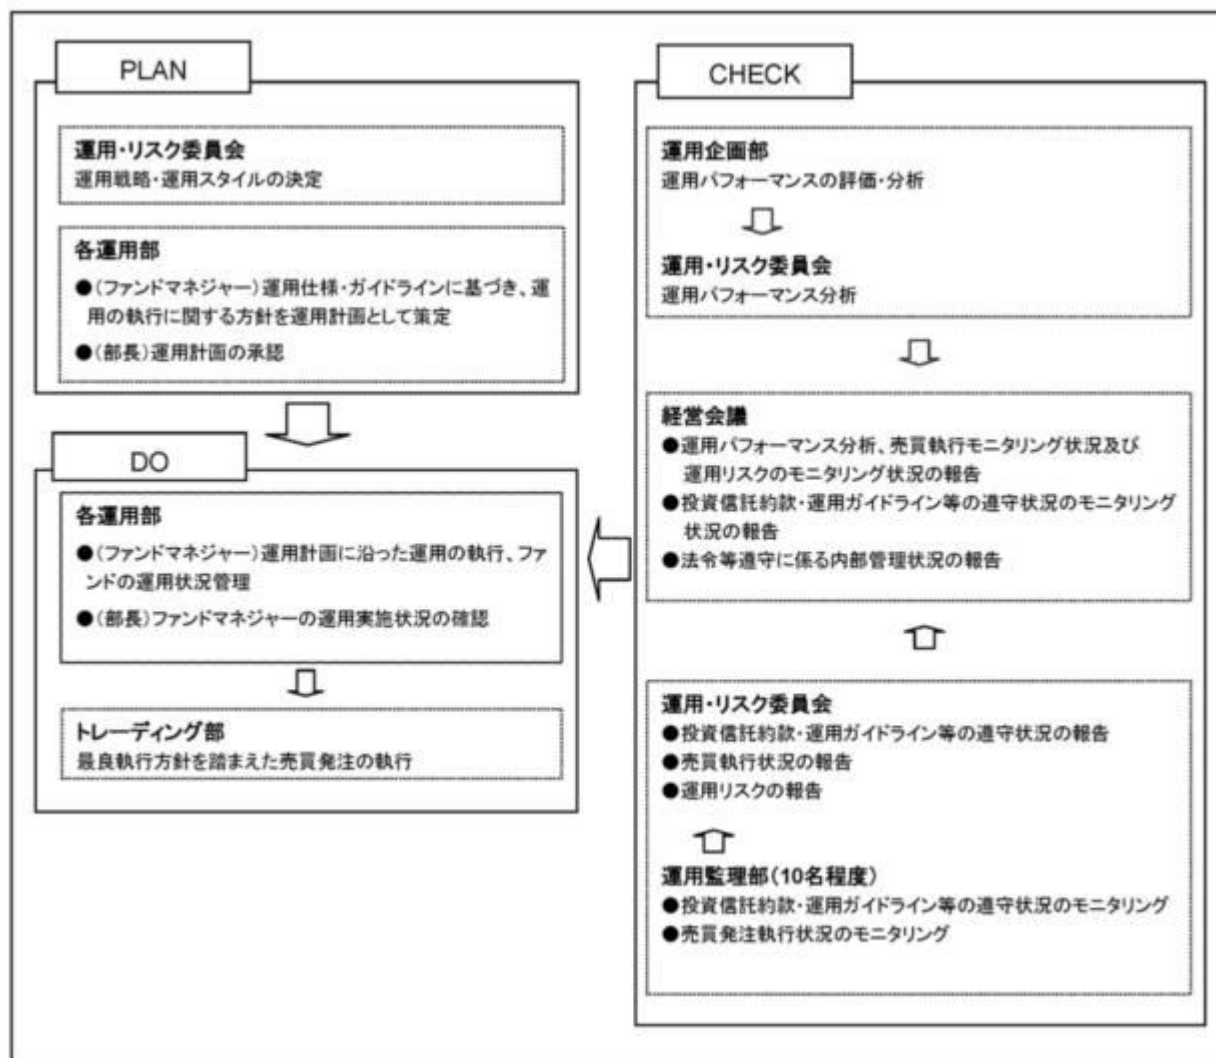 PLAN
運用・リスク委員会
運用戦略・運用スタイルの決定
各運用部
●(ファンドマネジャー)運用仕様・ガイドラインに基づき、運
用の執行に関する方針を運用計画として策定
●(部長)運用計画の承認
DO
各運用部
●(ファンドマネジャー)運用計画に沿った運用の執行、ファ
ンドの運用状況管理
●(部長)ファンドマネジャーの運用実施状況の確認
トレーディング部
最良執行方針を踏まえた売買発注の執行
CHECK
運用企画部
運用パフォーマンスの評価・分析
運用・リスク委員会
運用パフォーマンス分析
経営会議
●運用パフォーマンス分析、売買執行モニタリング状況及び
運用リスクのモニタリング状況の報告
●投資信託約款・運用ガイドライン等の遵守状況のモニタリング
状況の報告
●法令等遵守に係る内部管理状況の報告
運用・リスク委員会
●投資信託約款・運用ガイドライン等の遵守状況の報告
●売買執行状況の報告
●運用リスクの報告
運用監理部(10名程度)
●投資信託約款・運用ガイドライン等の遵守状況のモニタリング
●売買発注執行状況のモニタリング